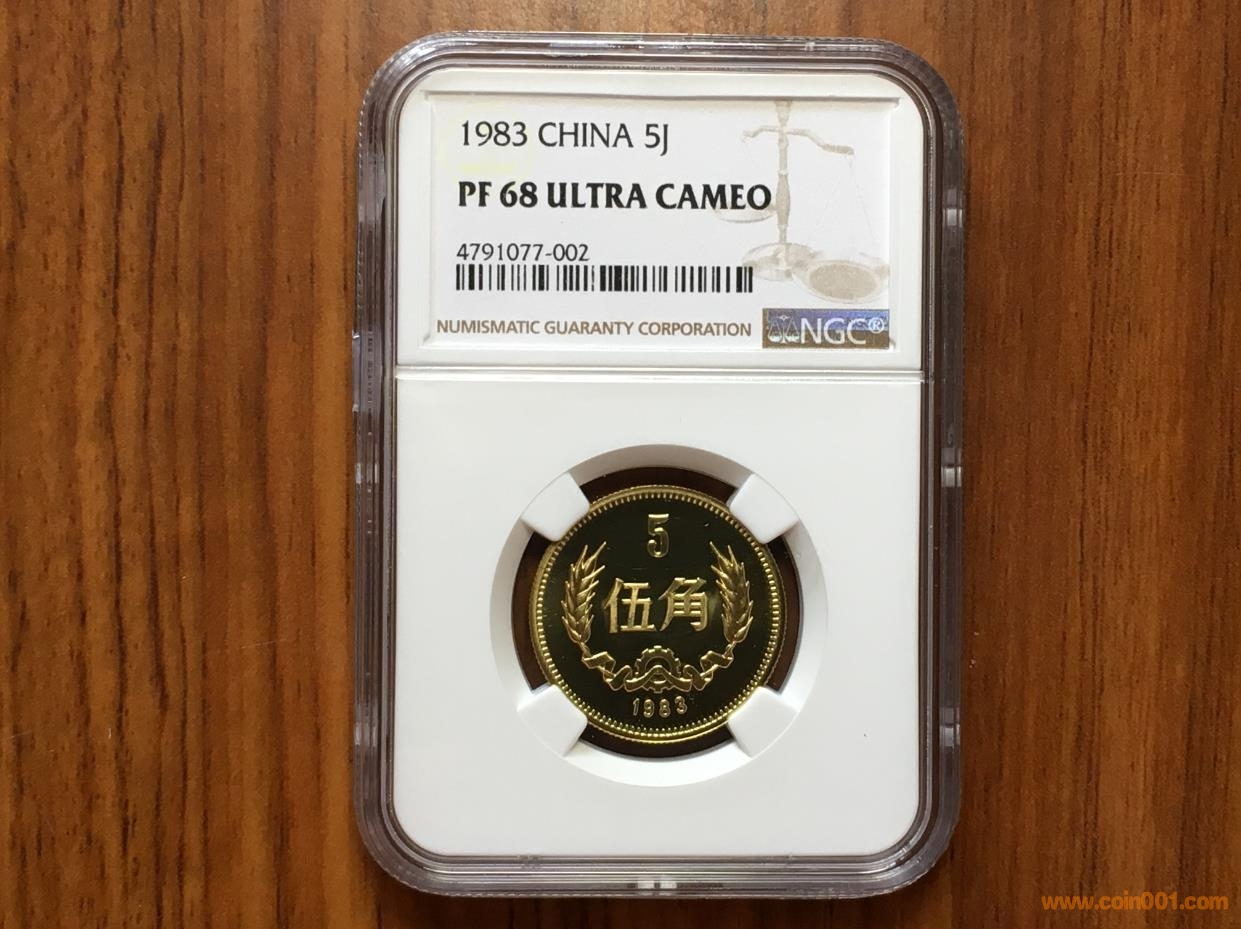 1983 CHINA 5J
PF 68 ULTRA CAMEO
4791077-002
NUMISMATIC GUARANTY CORPORATION
NGC®
5
伍角
1983
www.coin001.com